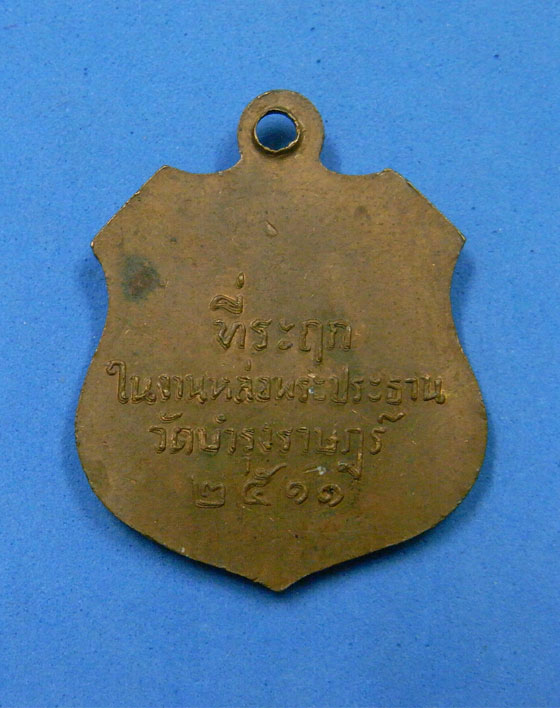 ที่ระฤก
ในงานหล่อพระประธาน
วัดบำรุงราษฎร์
๒๕๑๑